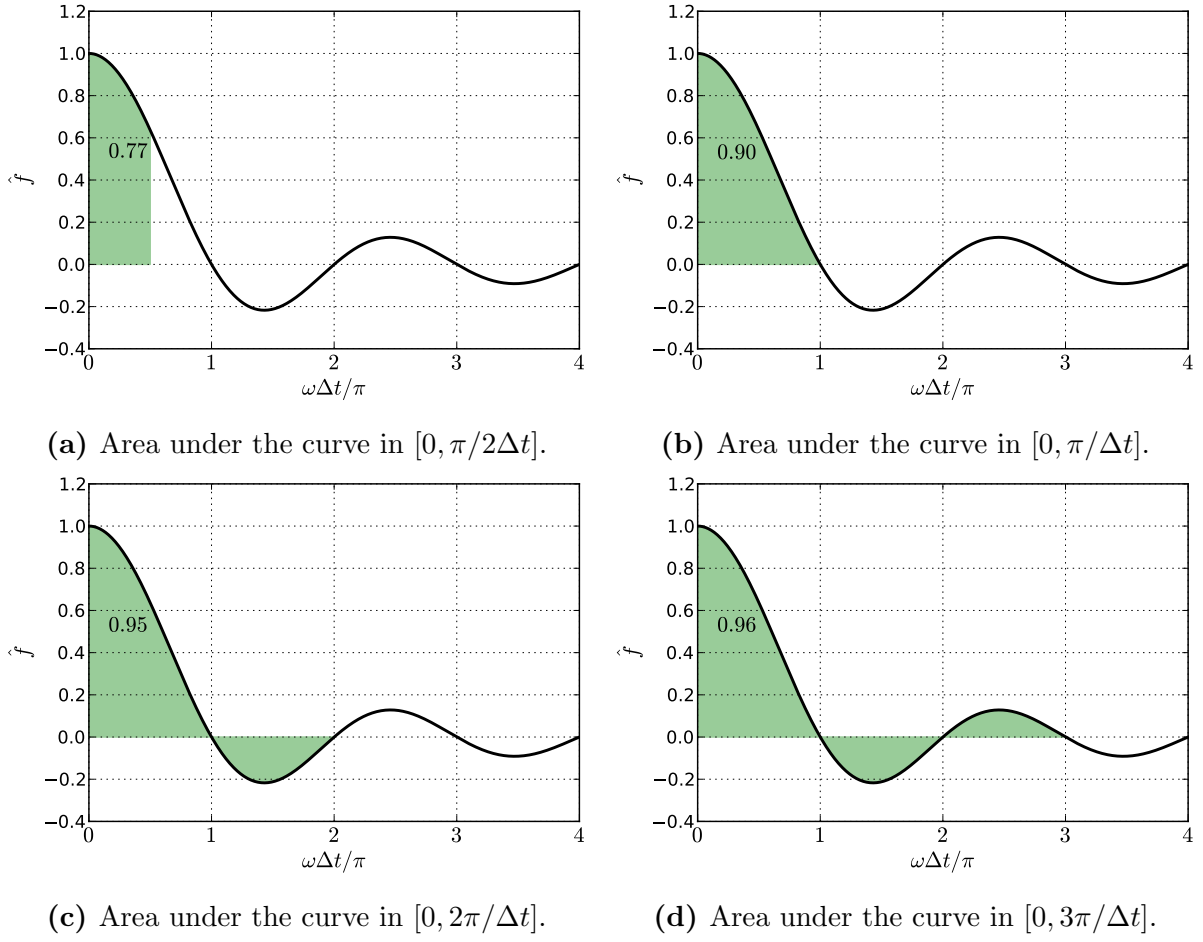 1.2
1.0
0.8
0.6
0.4
0.2
0.0
−0.2
−0.4
f̂
0.77
0 1 2 3 4
ωΔt/π
(a) Area under the curve in [0, π/2Δt].
1.2
1.0
0.8
0.6
0.4
0.2
0.0
−0.2
−0.4
f̂
0.90
0 1 2 3 4
ωΔt/π
(b) Area under the curve in [0, π/Δt].
1.2
1.0
0.8
0.6
0.4
0.2
0.0
−0.2
−0.4
f̂
0.95
0 1 2 3 4
ωΔt/π
(c) Area under the curve in [0, 2π/Δt].
1.2
1.0
0.8
0.6
0.4
0.2
0.0
−0.2
−0.4
f̂
0.96
0 1 2 3 4
ωΔt/π
(d) Area under the curve in [0, 3π/Δt].